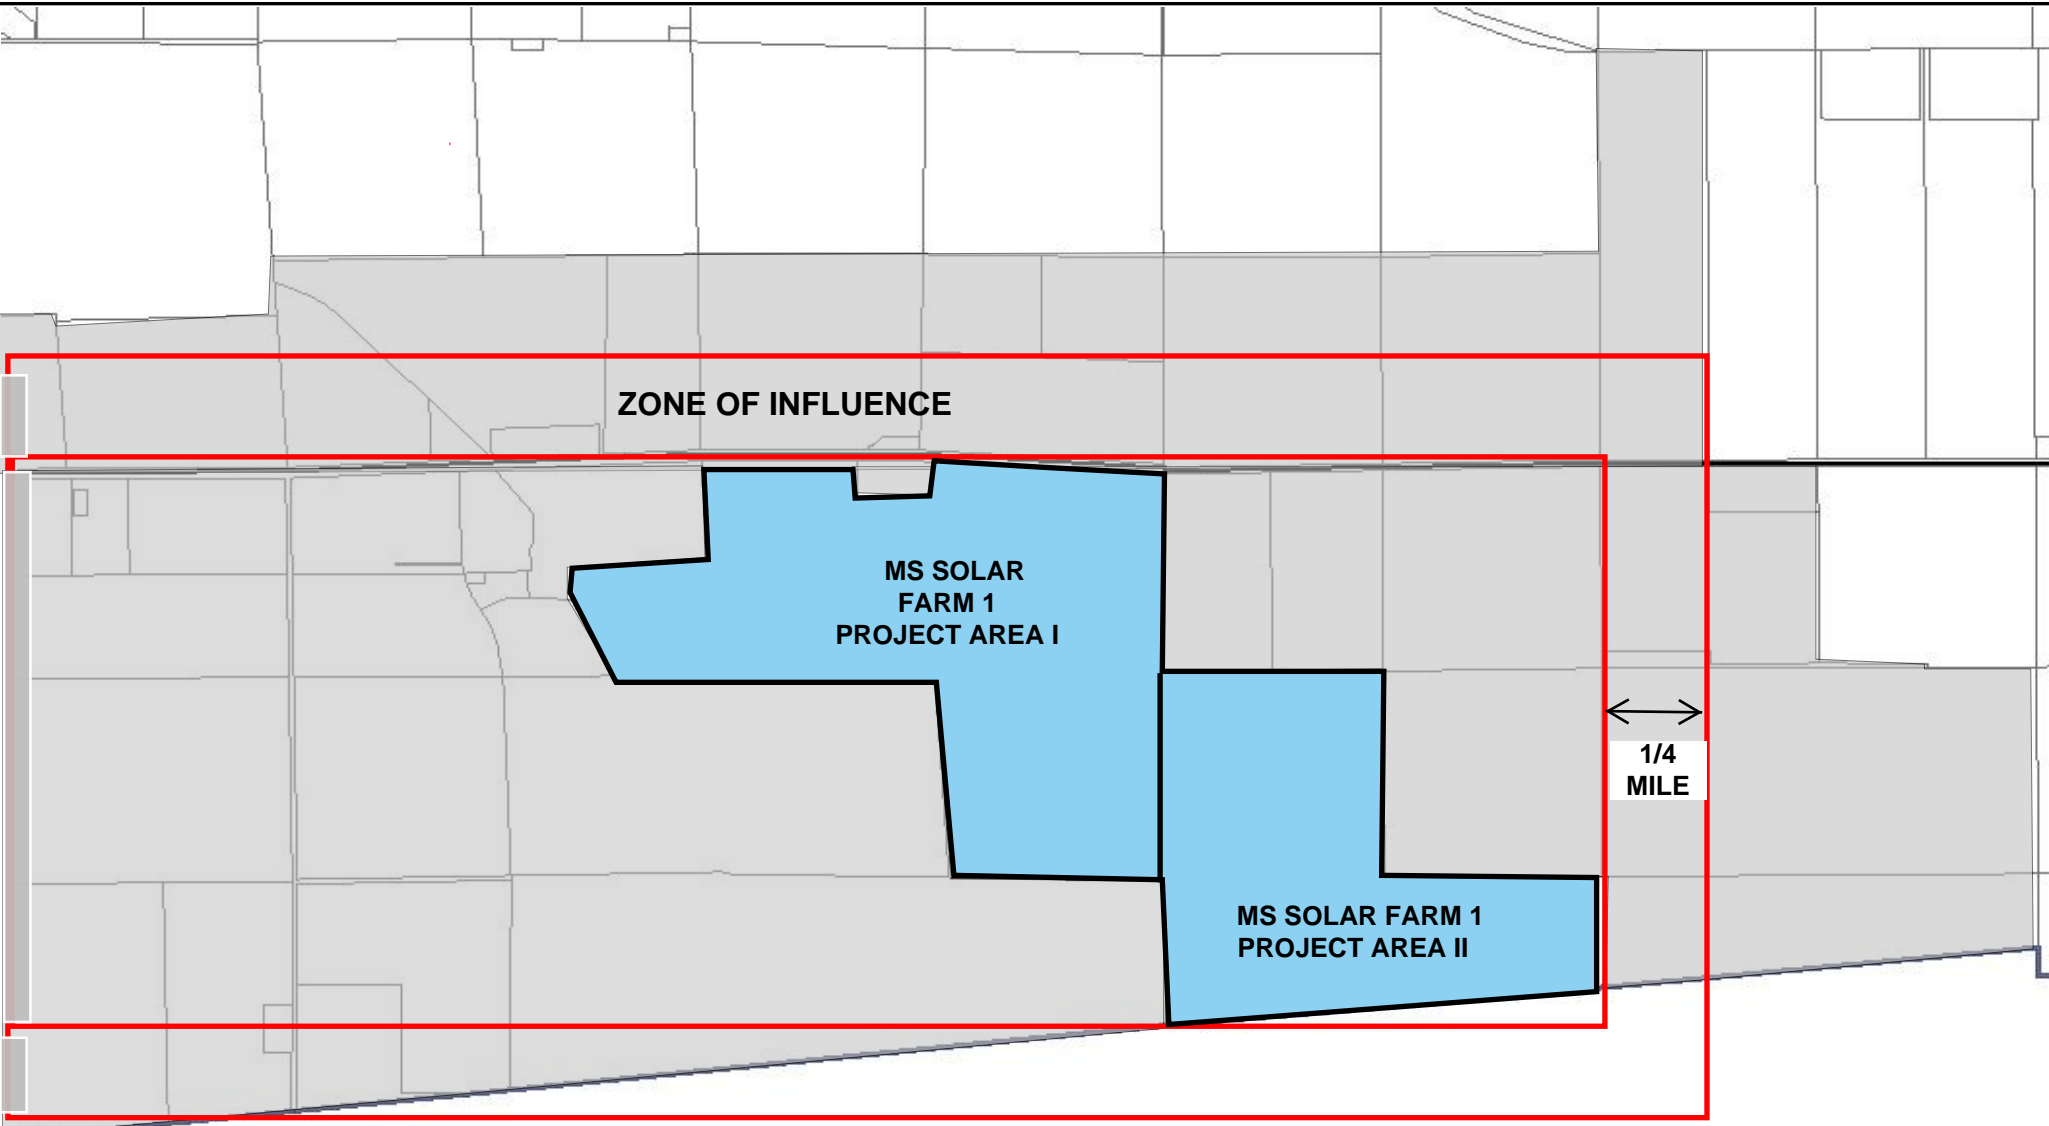 ZONE OF INFLUENCE
MS SOLAR
FARM 1
PROJECT AREA I
1/4
MILE
MS SOLAR FARM 1
PROJECT AREA II